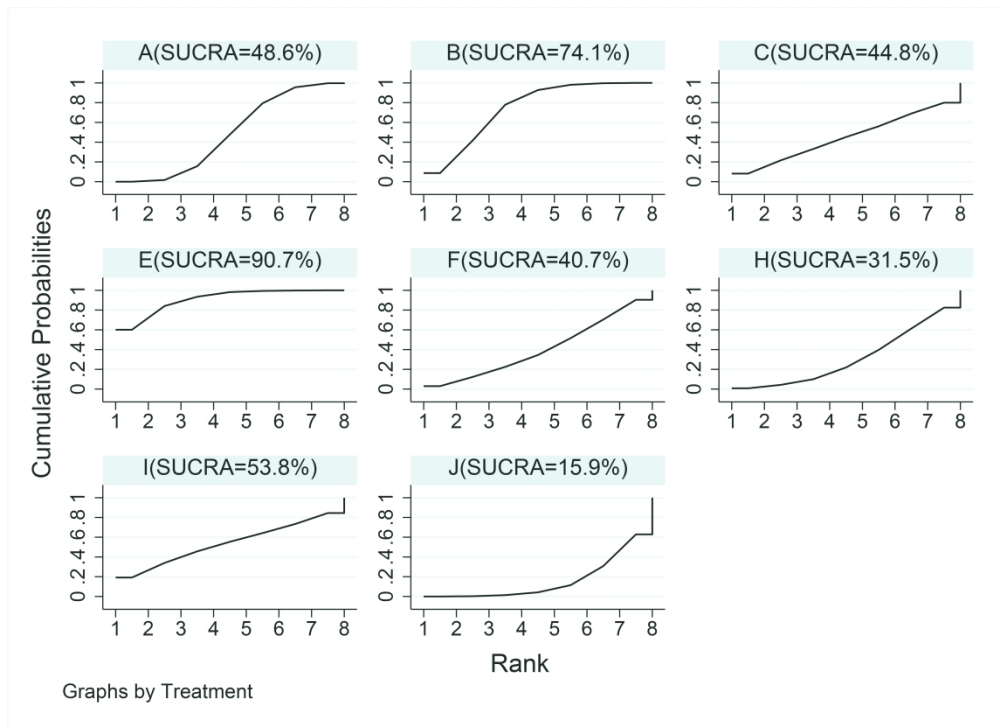 A(SUCRA=48.6%) B(SUCRA=74.1%) C(SUCRA=44.8%)
0 .2 .4 .6 .8 1
0 .2 .4 .6 .8 1
0 .2 .4 .6 .8 1
1 2 3 4 5 6 7 8
1 2 3 4 5 6 7 8
1 2 3 4 5 6 7 8
E(SUCRA=90.7%) F(SUCRA=40.7%) H(SUCRA=31.5%)
0 .2 .4 .6 .8 1
0 .2 .4 .6 .8 1
0 .2 .4 .6 .8 1
1 2 3 4 5 6 7 8
1 2 3 4 5 6 7 8
1 2 3 4 5 6 7 8
I(SUCRA=53.8%) J(SUCRA=15.9%)
0 .2 .4 .6 .8 1
0 .2 .4 .6 .8 1
1 2 3 4 5 6 7 8
1 2 3 4 5 6 7 8
Cumulative Probabilities
Rank
Graphs by Treatment